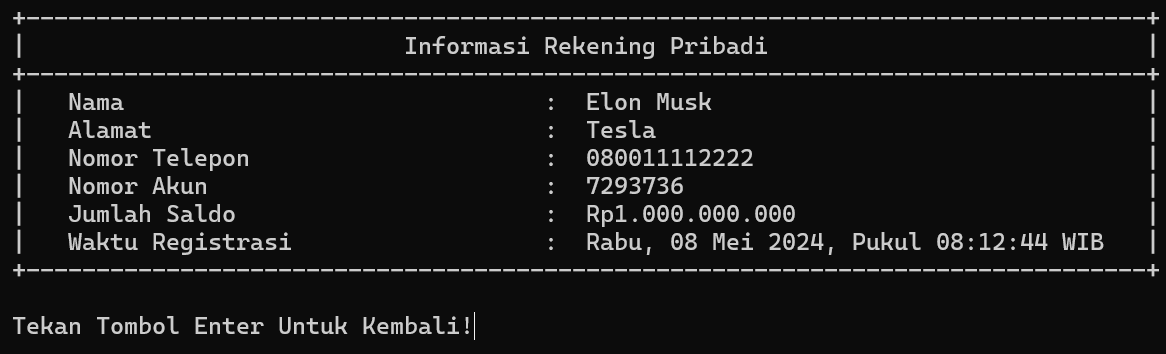 Informasi Rekening Pribadi
Nama : Elon Musk
Alamat : Tesla
Nomor Telepon : 080011112222
Nomor Akun : 7293736
Jumlah Saldo : Rp1.000.000.000
Waktu Registrasi : Rabu, 08 Mei 2024, Pukul 08:12:44 WIB
Tekan Tombol Enter Untuk Kembali!